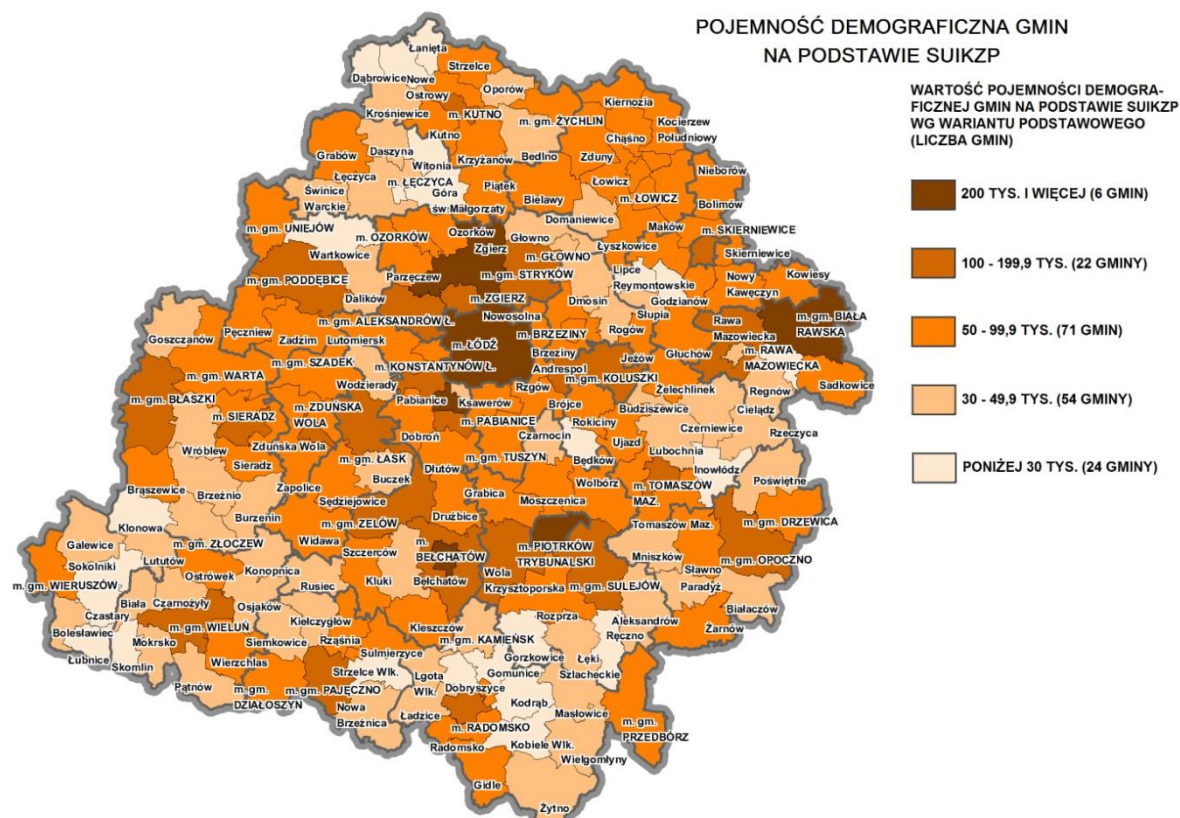 POJEMNOŚĆ DEMOGRAFICZNA GMIN
NA PODSTAWIE SUIKZP
WARTOŚĆ POJEMNOŚCI DEMOGRA-
FICZNEJ GMIN NA PODSTAWIE SUIKZP
WG WARIANTU PODSTAWOWEGO
(LICZBA GMIN)
200 TYS. I WIĘCEJ (6 GMIN)
100 - 199,9 TYS. (22 GMINY)
50 - 99,9 TYS. (71 GMIN)
30 - 49,9 TYS. (54 GMINY)
PONIŻEJ 30 TYS. (24 GMINY)
Łanięta
Strzelce
Dąbrowice
Nowe
Ostrowy
Oporów
Krośniewice
m. KUTNO
Kutno
m. gm. ŻYCHLIN
Kiernozia
Kocierzew
Południowy
Chąśno
Daszyna
Witonia
Krzyżanów
Bedlno
Zduny
Grabów
Łęczyca
m. ŁĘCZYCA
Góra
św.Małgorzaty
Piątek
Bielawy
Łowicz
m. ŁOWICZ
Nieborów
Bolimów
Świnice
Warckie
m. gm. UNIEJÓW
m. OZORKÓW
Ozorków
Zgierz
Głowno
m. GŁOWNO
Domaniewice
Łyszkowice
Maków
m. SKIERNIEWICE
Skierniewice
Wartkowice
Parzęczew
m. gm. STRYKÓW
Lipce
Reymontowskie
Godzianów
Nowy
Kawęczyn
Kowiesy
m. gm. PODDĘBICE
Dalików
m. ZGIERZ
Dmosin
Słupia
Rogów
Rawa
Mazowiecka
m. gm. BIAŁA
RAWSKA
Goszczanów
Pęczniew
Zadzim
m. gm. ALEKSANDRÓW Ł.
Lutomiersk
Nowosolna
m. ŁÓDŹ
m. BRZEZINY
Brzeziny
Jeżów
Głuchów
m. RAWA
MAZOWIECKA
Sadkowice
m. gm. WARTA
m. gm. SZADEK
Wodzierady
m. KONSTANTYNÓW Ł.
Andrespol
m. gm. KOLUSZKI
Żelechlinek
Regnów
Cielądz
m. gm. BŁASZKI
m. SIERADZ
m. ZDUŃSKA
WOLA
Pabianice
Ksawerów
Rzgów
Brójce
Rokiciny
Budziszewice
Czerniewice
Rzeczyca
m. PABIANICE
Czarnocin
Ujazd
Lubochnia
Wróblew
Zduńska Wola
Sieradz
Dobroń
m. gm. TUSZYN
Będków
Inowłódz
Poświętne
m. gm. ŁASK
Buczek
Dłutów
Wolbórz
m. TOMASZÓW
MAZ.
Brąszewice
Brzeźnio
Zapolice
Sędziejowice
Grabica
Moszczenica
Burzenin
m. gm. ZELÓW
Drużbice
Tomaszów Maz.
m. gm. DRZEWICA
Klonowa
m. gm. ZŁOCZEW
Widawa
Szczerców
m.
BEŁCHATÓW
Bełchatów
m. PIOTRKÓW
TRYBUNALSKI
Mniszków
m. gm. OPOCZNO
Sławno
Galewice
Sokolniki
Lututów
Konopnica
Rusiec
Kluki
Wola
Krzysztoporska
m. gm. SULEJÓW
Paradyż
m. gm. WIERUSZÓW
Ostrówek
Białaczów
Czastary
Biała
Czarnożyły
Osjaków
Kiełczygłów
Kleszczów
Rozprza
Aleksandrów
Ręczno
Żarnów
Bolesławiec
m. gm. WIELUŃ
Mokrsko
Siemkowice
Rząśnia
Sulmierzyce
m. gm. KAMIEŃSK
Gorzkowice
Łubnice
Skomlin
Wierzchlas
Strzelce Wlk.
Lgota
Wlk.
Gomunice
Łęki
Szlacheckie
Pątnów
m. gm.
DZIAŁOSZYN
m. gm. PAJĘCZNO
Dobryszyce
Kodrąb
Masłowice
Nowa
Brzeźnica
Ładzice
m. RADOMSKO
Radomsko
Kobiele Wlk.
m. gm.
PRZEDBÓRZ
Wielgomłyny
Gidle
Żytno